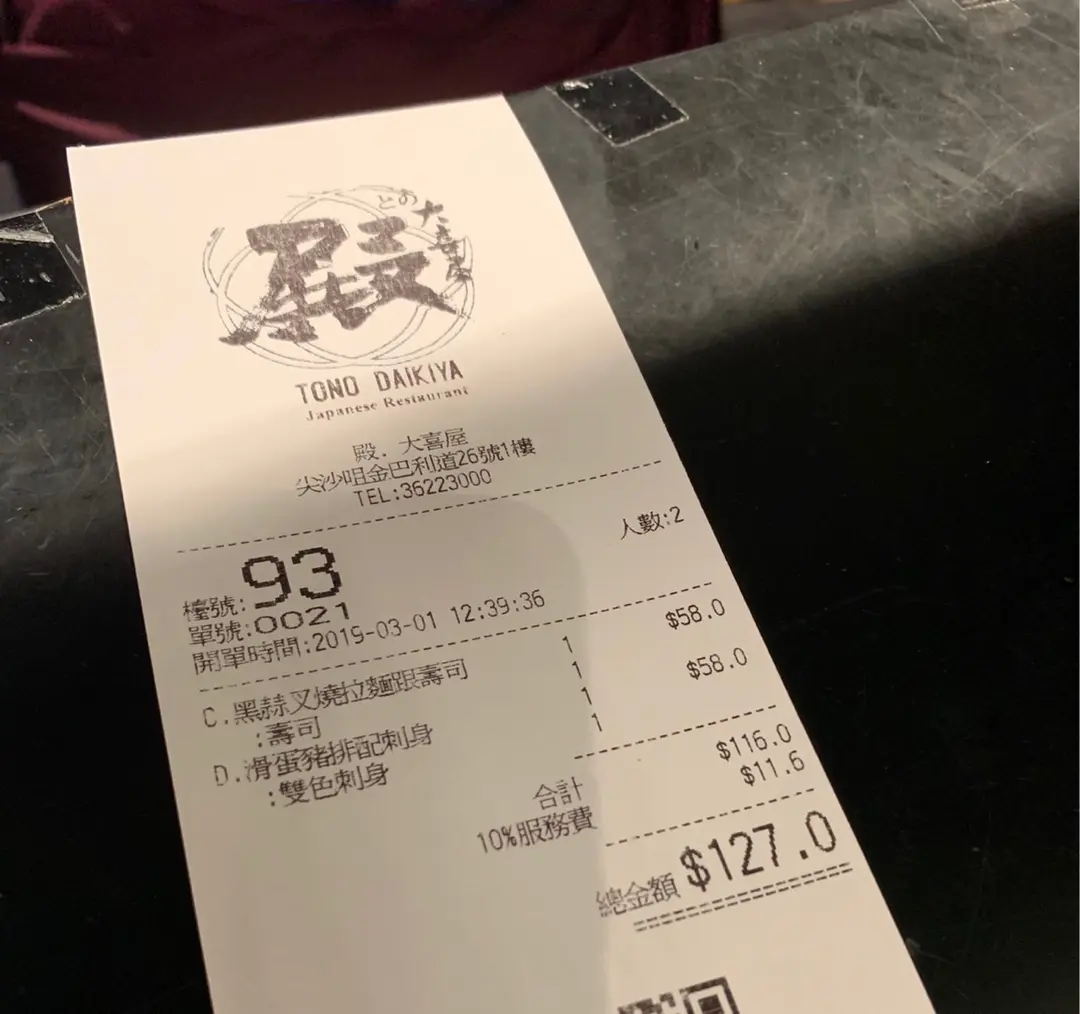 殿
との
大喜屋
TONO DAIKIYA
Japanese Restaurant
殿. 大喜屋
尖沙咀金巴利道26號1樓
TEL:36223000
人數:2
檯號:93
單號:0021
開單時間:2019-03-01 12:39:36
C.黑蒜叉燒拉麵跟壽司 1 $58.0
:壽司 1
D.滑蛋豬排配刺身 1 $58.0
:雙色刺身 1
合計 $116.0
10%服務費 $11.6
總金額 $127.0